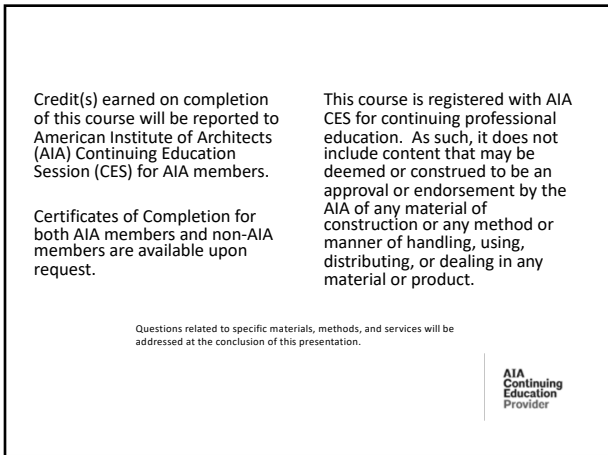 Credit(s) earned on completion
of this course will be reported to
American Institute of Architects
(AIA) Continuing Education
Session (CES) for AIA members.
Certificates of Completion for
both AIA members and non-AIA
members are available upon
request.
This course is registered with AIA
CES for continuing professional
education.  As such, it does not
include content that may be
deemed or construed to be an
approval or endorsement by the
AIA of any material of
construction or any method or
manner of handling, using,
distributing, or dealing in any
material or product.
Questions related to specific materials, methods, and services will be
addressed at the conclusion of this presentation.
AIA
Continuing
Education
Provider